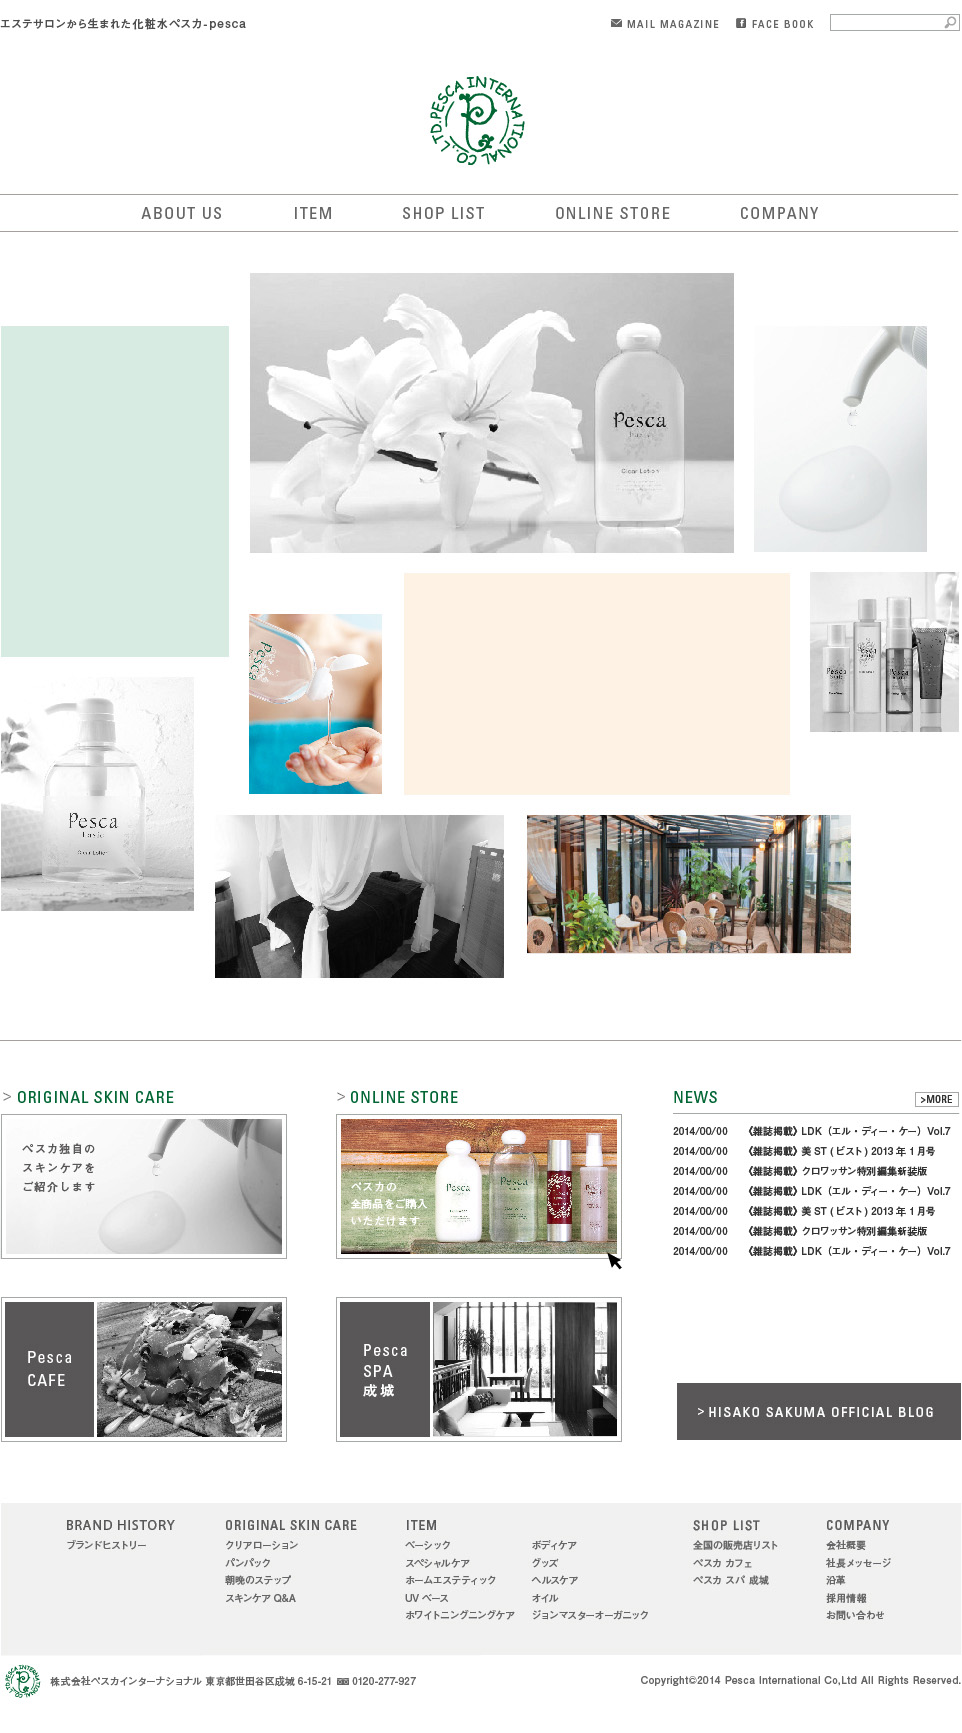 エステサロンから生まれた化粧水ペスカ-pesca
MAIL MAGAZINE
FACE BOOK
PESCA INTERNATIONAL CO.,LTD.
ABOUT US
ITEM
SHOP LIST
ONLINE STORE
COMPANY
Pesca
basic
Clear Lotion
Pesca
Pesca
Pesca
Pesca
Pesca
basic
Clear Lotion
> ORIGINAL SKIN CARE
ペスカ独自の
スキンケアを
ご紹介します
> ONLINE STORE
ペスカの
全商品をご購入
いただけます
Pesca
Pesca
NEWS
>MORE
2014/00/00 《雑誌掲載》LDK（エル・ディー・ケー）Vol.7
2014/00/00 《雑誌掲載》美 ST ( ビスト ) 2013 年 1 月号
2014/00/00 《雑誌掲載》クロワッサン特別編集新装版
2014/00/00 《雑誌掲載》LDK（エル・ディー・ケー）Vol.7
2014/00/00 《雑誌掲載》美 ST ( ビスト ) 2013 年 1 月号
2014/00/00 《雑誌掲載》クロワッサン特別編集新装版
2014/00/00 《雑誌掲載》LDK（エル・ディー・ケー）Vol.7
Pesca
CAFE
Pesca
SPA
成城
>HISAKO SAKUMA OFFICIAL BLOG
BRAND HISTORY
ブランドヒストリー
ORIGINAL SKIN CARE
クリアローション
パンパック
朝晩のステップ
スキンケア Q&A
ITEM
ベーシック
スペシャルケア
ホームエステティック
UV ベース
ホワイトニングニングケア
ボディケア
グッズ
ヘルスケア
オイル
ジョンマスターオーガニック
SHOP LIST
全国の販売店リスト
ペスカ カフェ
ペスカ スパ 成城
COMPANY
会社概要
社長メッセージ
沿革
採用情報
お問い合わせ
PESCA INTERNATIONAL CO.,LTD.
株式会社ペスカインターナショナル 東京都世田谷区成城 6-15-21 0120-277-927
Copyright©2014 Pesca International Co,Ltd All Rights Reserved.